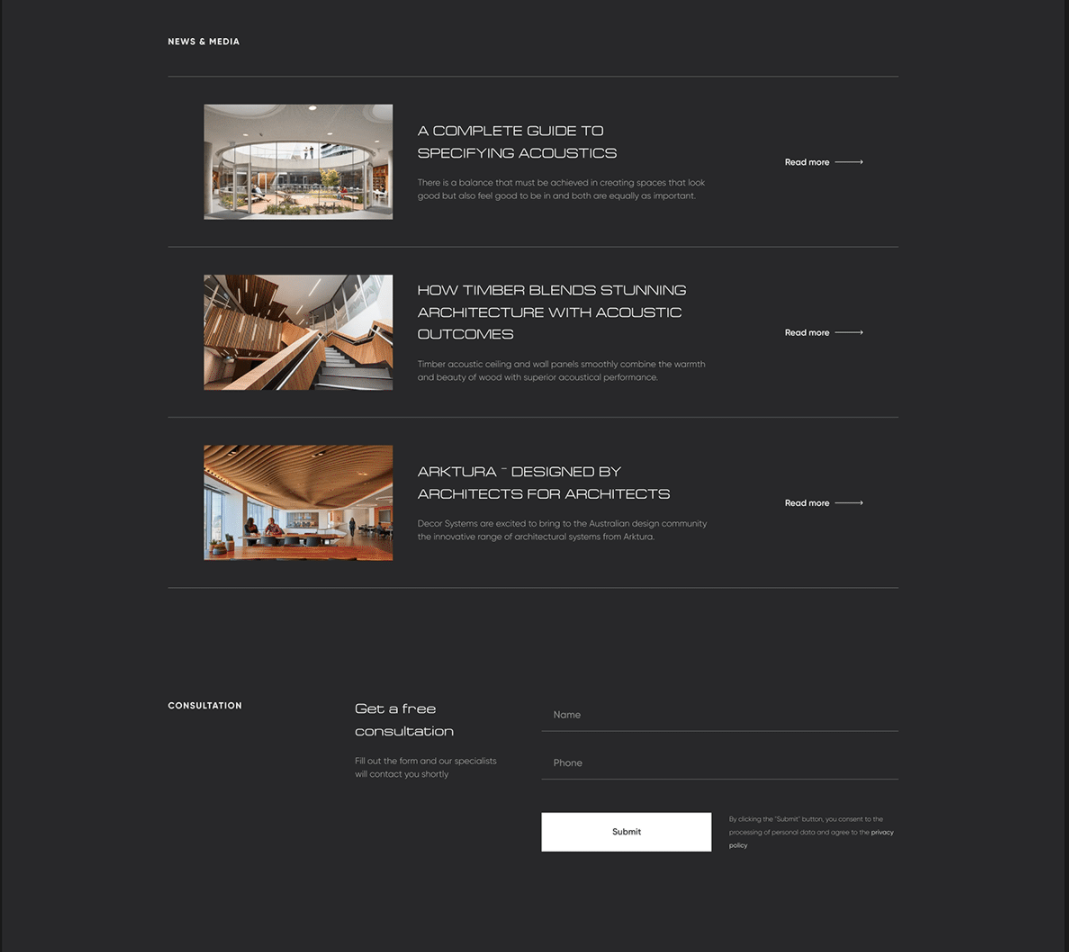 NEWS & MEDIA
A COMPLETE GUIDE TO
SPECIFYING ACOUSTICS
There is a balance that must be achieved in creating spaces that look
good but also feel good to be in and both are equally as important.
Read more
HOW TIMBER BLENDS STUNNING
ARCHITECTURE WITH ACOUSTIC
OUTCOMES
Timber acoustic ceiling and wall panels smoothly combine the warmth
and beauty of wood with superior acoustical performance.
Read more
ARKTURA – DESIGNED BY
ARCHITECTS FOR ARCHITECTS
Decor Systems are excited to bring to the Australian design community
the innovative range of architectural systems from Arktura.
Read more
CONSULTATION
Get a free
consultation
Fill out the form and our specialists
will contact you shortly
Name
Phone
Submit
By clicking the "Submit" button, you consent to the
processing of personal data and agree to the privacy
policy